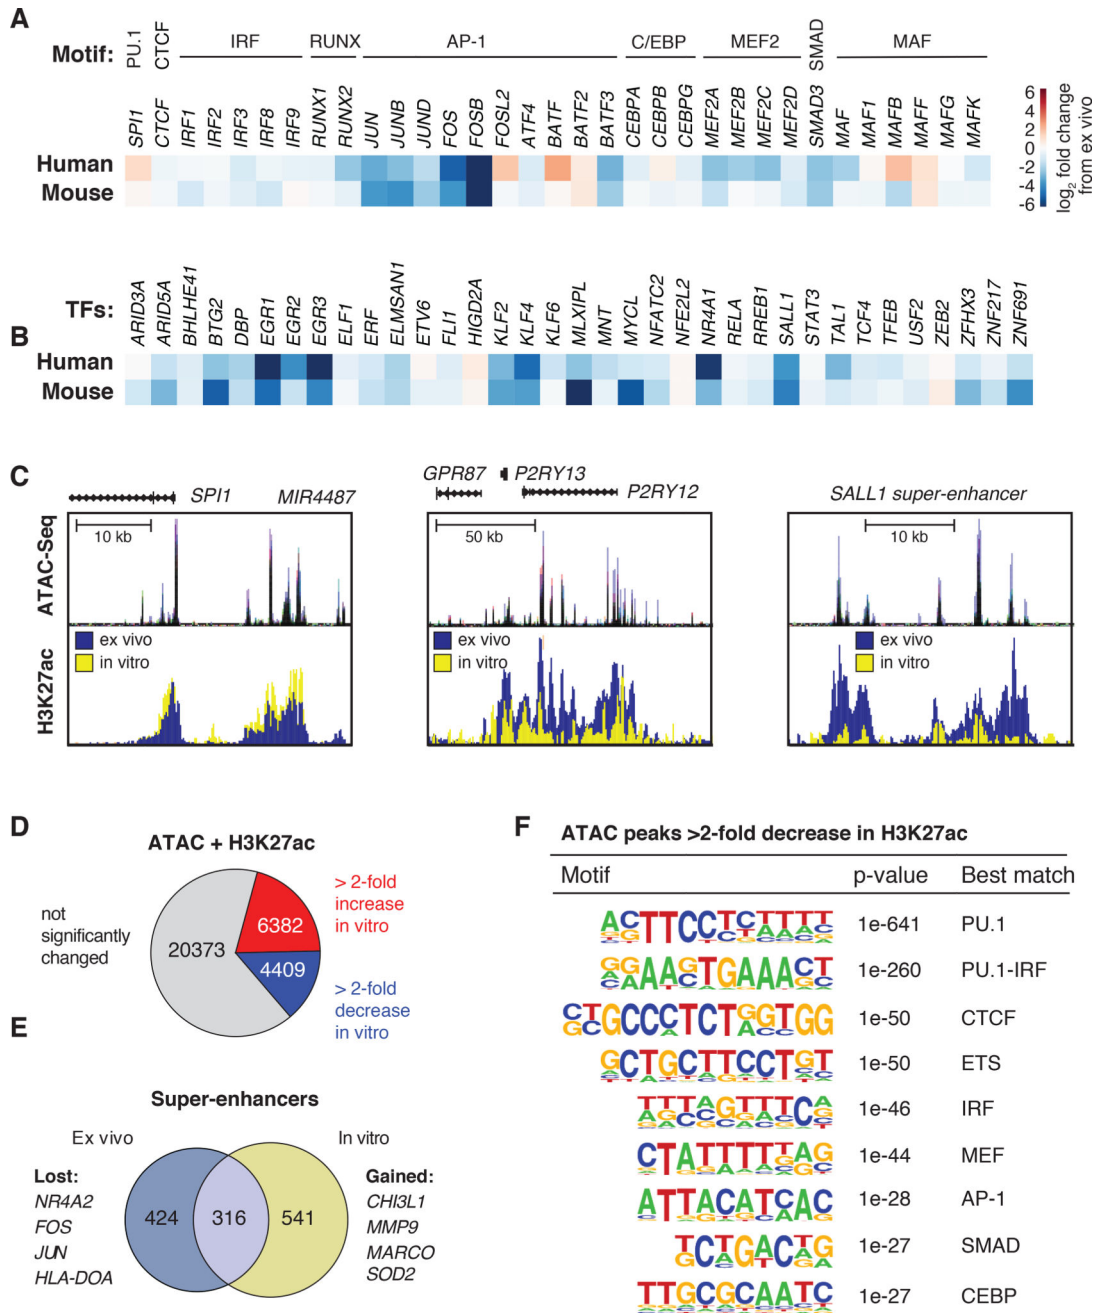 A
Motif: PU.1 CTCF IRF RUNX AP-1 C/EBP MEF2 SMAD MAF
SPI1 CTCF IRF1 IRF2 IRF3 IRF8 IRF9 RUNX1 RUNX2 JUN JUNB JUND FOS FOSB FOSL2 ATF4 BATF BATF2 BATF3 CEBPA CEBPB CEBPG MEF2A MEF2B MEF2C MEF2D SMAD3 MAF MAF1 MAFB MAFF MAFG MAFK
Human
Mouse
6
4
2
0
-2
-4
-6
log2 fold change
from ex vivo
B
TFs: ARID3A ARID5A BHLHE41 BTG2 DBP EGR1 EGR2 EGR3 ELF1 ERF ELMSAN1 ETV6 FLI1 HIGD2A KLF2 KLF4 KLF6 MLXIPL MNT MYCL NFATC2 NFE2L2 NR4A1 RELA RREB1 SALL1 STAT3 TAL1 TCF4 TFEB USF2 ZEB2 ZFHX3 ZNF217 ZNF691
Human
Mouse
C
SPI1 MIR4487
GPR87 P2RY13
P2RY12
SALL1 super-enhancer
ATAC-Seq
10 kb
50 kb
10 kb
H3K27ac
ex vivo
in vitro
ex vivo
in vitro
ex vivo
in vitro
D
ATAC + H3K27ac
not
significantly
changed
20373
6382
4409
> 2-fold
increase
in vitro
> 2-fold
decrease
in vitro
E
Super-enhancers
Ex vivo
In vitro
Lost:
NR4A2
FOS
JUN
HLA-DOA
424
316
541
Gained:
CHI3L1
MMP9
MARCO
SOD2
F
ATAC peaks >2-fold decrease in H3K27ac
Motif p-value Best match
1e-641 PU.1
1e-260 PU.1-IRF
1e-50 CTCF
1e-50 ETS
1e-46 IRF
1e-44 MEF
1e-28 AP-1
1e-27 SMAD
1e-27 CEBP